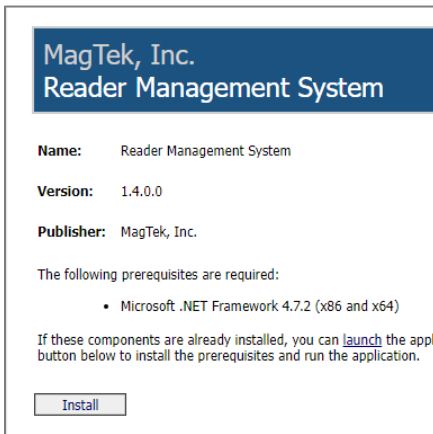 MagTek, Inc.
Reader Management System
Name: Reader Management System
Version: 1.4.0.0
Publisher: MagTek, Inc.
The following prerequisites are required:
• Microsoft .NET Framework 4.7.2 (x86 and x64)
If these components are already installed, you can launch the appl
button below to install the prerequisites and run the application.
Install